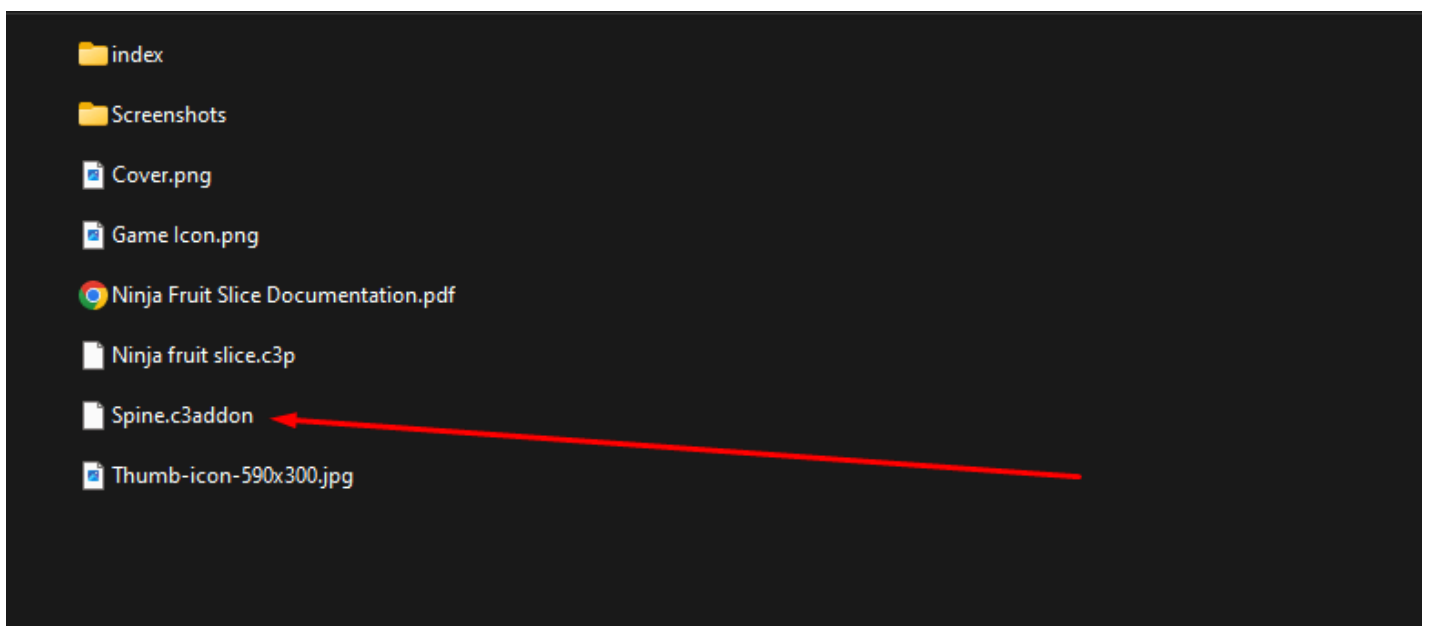 index
Screenshots
Cover.png
Game Icon.png
Ninja Fruit Slice Documentation.pdf
Ninja fruit slice.c3p
Spine.c3addon
Thumb-icon-590x300.jpg